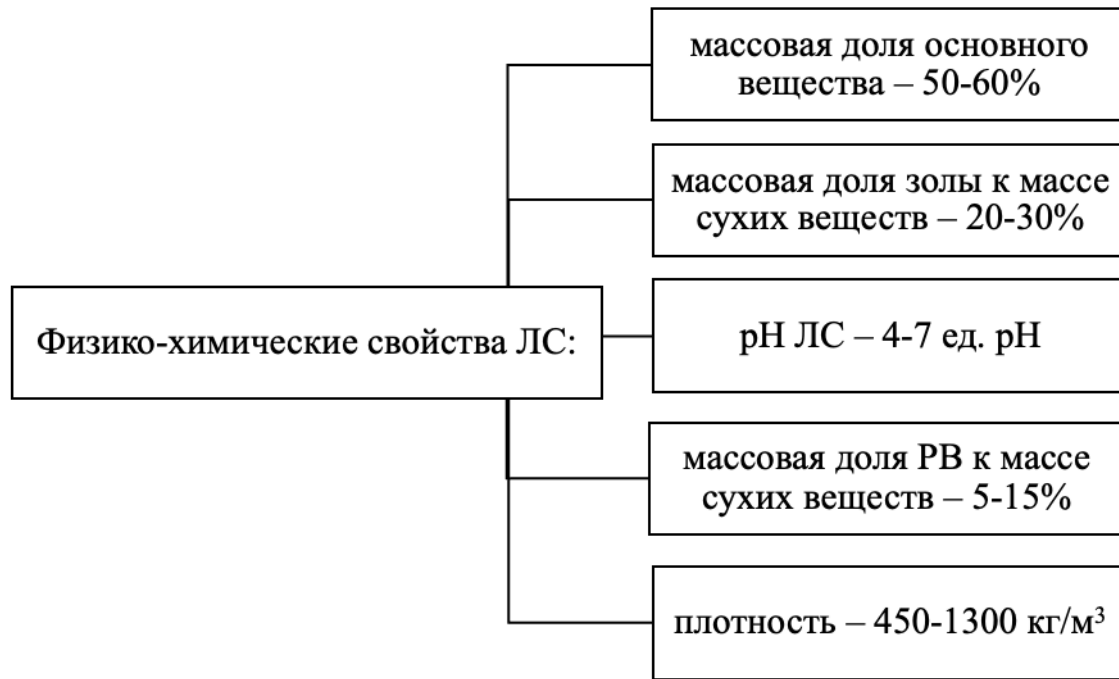 массовая доля основного
вещества – 50-60%
массовая доля золы к массе
сухих веществ – 20-30%
Физико-химические свойства ЛС:
pH ЛС – 4-7 ед. pH
массовая доля РВ к массе
сухих веществ – 5-15%
плотность – 450-1300 кг/м³